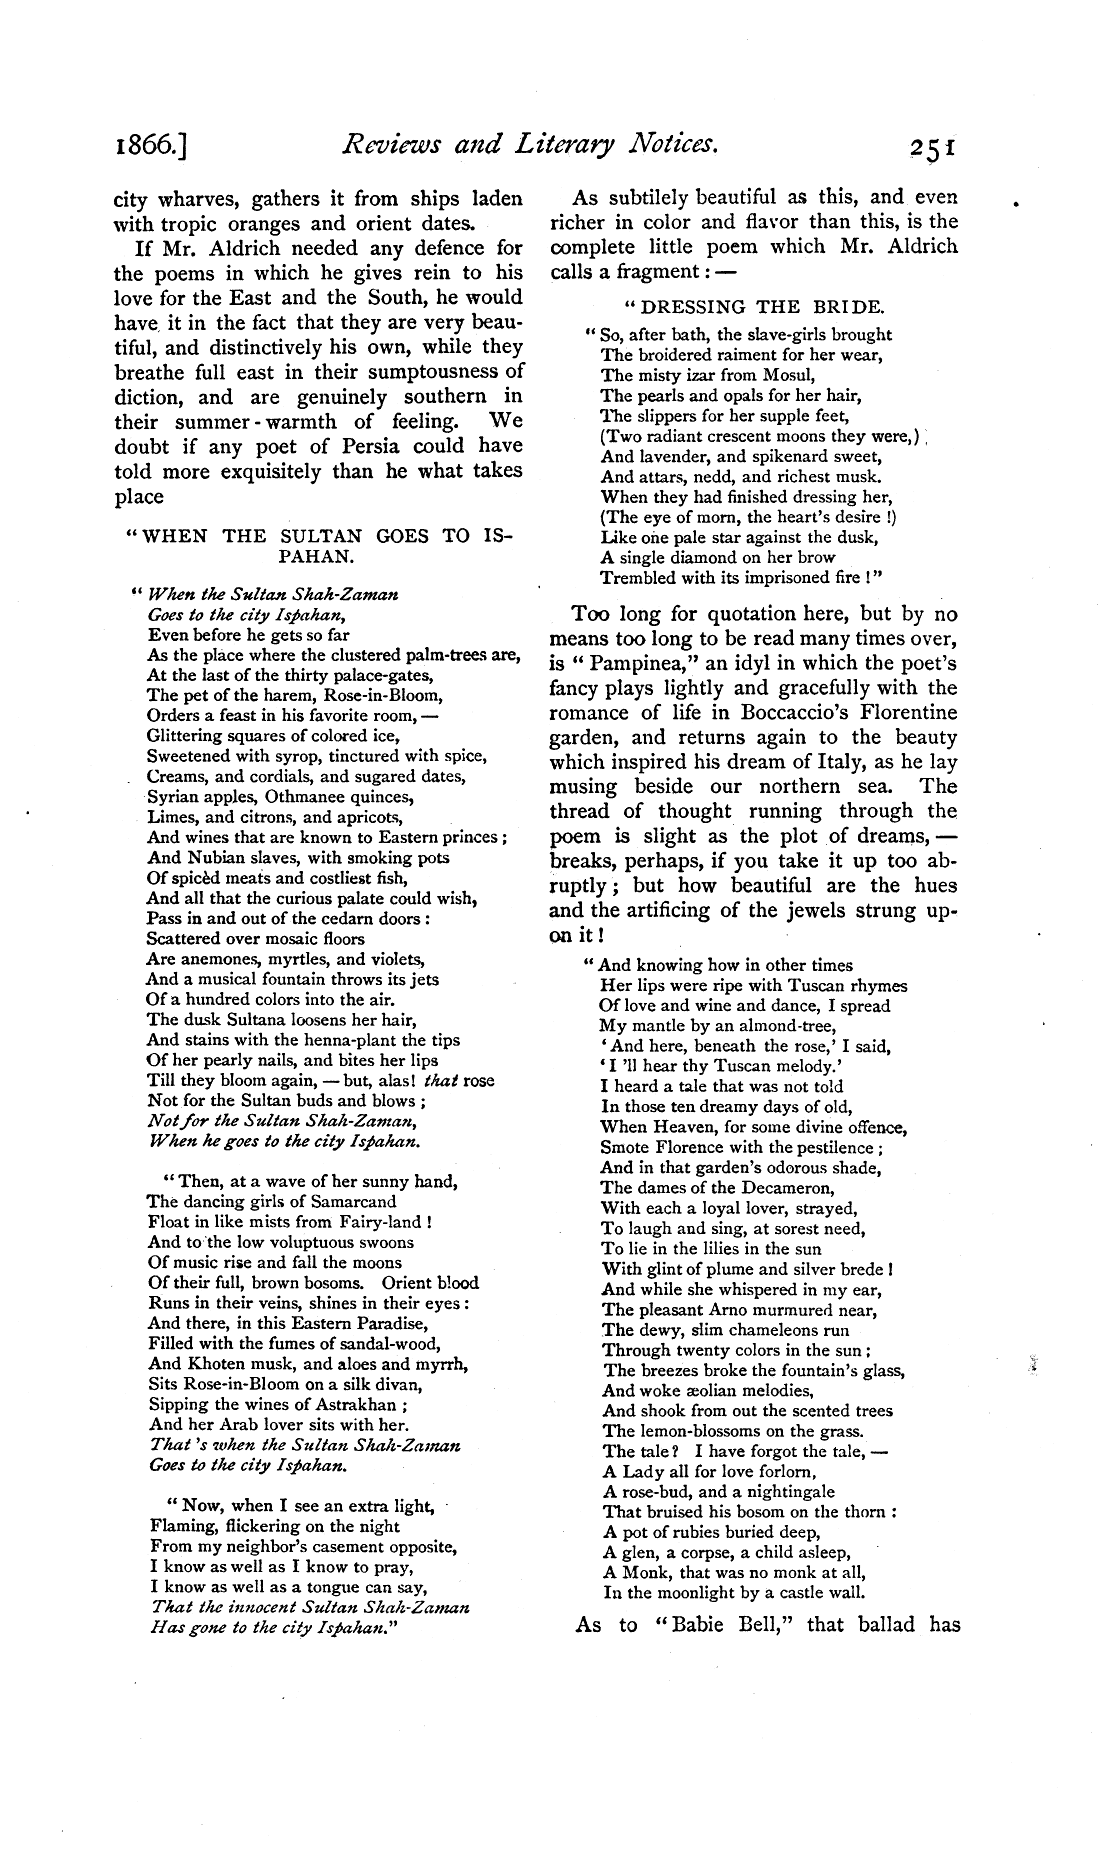 1866.] Reviews and Literary Notices. 251
city wharves, gathers it from ships laden
with tropic oranges and orient dates.
If Mr. Aldrich needed any defence for
the poems in which he gives rein to his
love for the East and the South, he would
have it in the fact that they are very beau-
tiful, and distinctively his own, while they
breathe full east in their sumptousness of
diction, and are genuinely southern in
their summer-warmth of feeling. We
doubt if any poet of Persia could have
told more exquisitely than he what takes
place
“WHEN THE SULTAN GOES TO IS-
PAHAN.
“When the Sultan Shah-Zaman
Goes to the city Ispahan,
Even before he gets so far
As the place where the clustered palm-trees are,
At the last of the thirty palace-gates,
The pet of the harem, Rose-in-Bloom,
Orders a feast in his favorite room,—
Glittering squares of colored ice,
Sweetened with syrop, tinctured with spice,
Creams, and cordials, and sugared dates,
Syrian apples, Othmanee quinces,
Limes, and citrons, and apricots,
And wines that are known to Eastern princes;
And Nubian slaves, with smoking pots
Of spicèd meats and costliest fish,
And all that the curious palate could wish,
Pass in and out of the cedarn doors:
Scattered over mosaic floors
Are anemones, myrtles, and violets,
And a musical fountain throws its jets
Of a hundred colors into the air.
The dusk Sultana loosens her hair,
And stains with the henna-plant the tips
Of her pearly nails, and bites her lips
Till they bloom again,—but, alas! that rose
Not for the Sultan buds and blows;
Not for the Sultan Shah-Zaman,
When he goes to the city Ispahan.
“Then, at a wave of her sunny hand,
The dancing girls of Samarcand
Float in like mists from Fairy-land!
And to the low voluptuous swoons
Of music rise and fall the moons
Of their full, brown bosoms. Orient blood
Runs in their veins, shines in their eyes:
And there, in this Eastern Paradise,
Filled with the fumes of sandal-wood,
And Khoten musk, and aloes and myrrh,
Sits Rose-in-Bloom on a silk divan,
Sipping the wines of Astrakhan;
And her Arab lover sits with her.
That's when the Sultan Shah-Zaman
Goes to the city Ispahan.
“Now, when I see an extra light,
Flaming, flickering on the night
From my neighbor's casement opposite,
I know as well as I know to pray,
I know as well as a tongue can say,
That the innocent Sultan Shah-Zaman
Has gone to the city Ispahan.”
As subtilely beautiful as this, and even
richer in color and flavor than this, is the
complete little poem which Mr. Aldrich
calls a fragment:—
“DRESSING THE BRIDE.
“So, after bath, the slave-girls brought
The broidered raiment for her wear,
The misty izar from Mosul,
The pearls and opals for her hair,
The slippers for her supple feet,
(Two radiant crescent moons they were,)
And lavender, and spikenard sweet,
And attars, nedd, and richest musk.
When they had finished dressing her,
(The eye of morn, the heart's desire!)
Like one pale star against the dusk,
A single diamond on her brow
Trembled with its imprisoned fire!”
Too long for quotation here, but by no
means too long to be read many times over,
is “Pampinea,” an idyl in which the poet's
fancy plays lightly and gracefully with the
romance of life in Boccaccio's Florentine
garden, and returns again to the beauty
which inspired his dream of Italy, as he lay
musing beside our northern sea. The
thread of thought running through the
poem is slight as the plot of dreams,—
breaks, perhaps, if you take it up too ab-
ruptly; but how beautiful are the hues
and the artificing of the jewels strung up-
on it!
“And knowing how in other times
Her lips were ripe with Tuscan rhymes
Of love and wine and dance, I spread
My mantle by an almond-tree,
‘And here, beneath the rose,’ I said,
‘I'll hear thy Tuscan melody.’
I heard a tale that was not told
In those ten dreamy days of old,
When Heaven, for some divine offence,
Smote Florence with the pestilence;
And in that garden's odorous shade,
The dames of the Decameron,
With each a loyal lover, strayed,
To laugh and sing, at sorest need,
To lie in the lilies in the sun
With glint of plume and silver brede!
And while she whispered in my ear,
The pleasant Arno murmured near,
The dewy, slim chameleons run
Through twenty colors in the sun;
The breezes broke the fountain's glass,
And woke æolian melodies,
And shook from out the scented trees
The lemon-blossoms on the grass.
The tale? I have forgot the tale,—
A Lady all for love forlorn,
A rose-bud, and a nightingale
That bruised his bosom on the thorn:
A pot of rubies buried deep,
A glen, a corpse, a child asleep,
A Monk, that was no monk at all,
In the moonlight by a castle wall.
As to “Babie Bell,” that ballad has